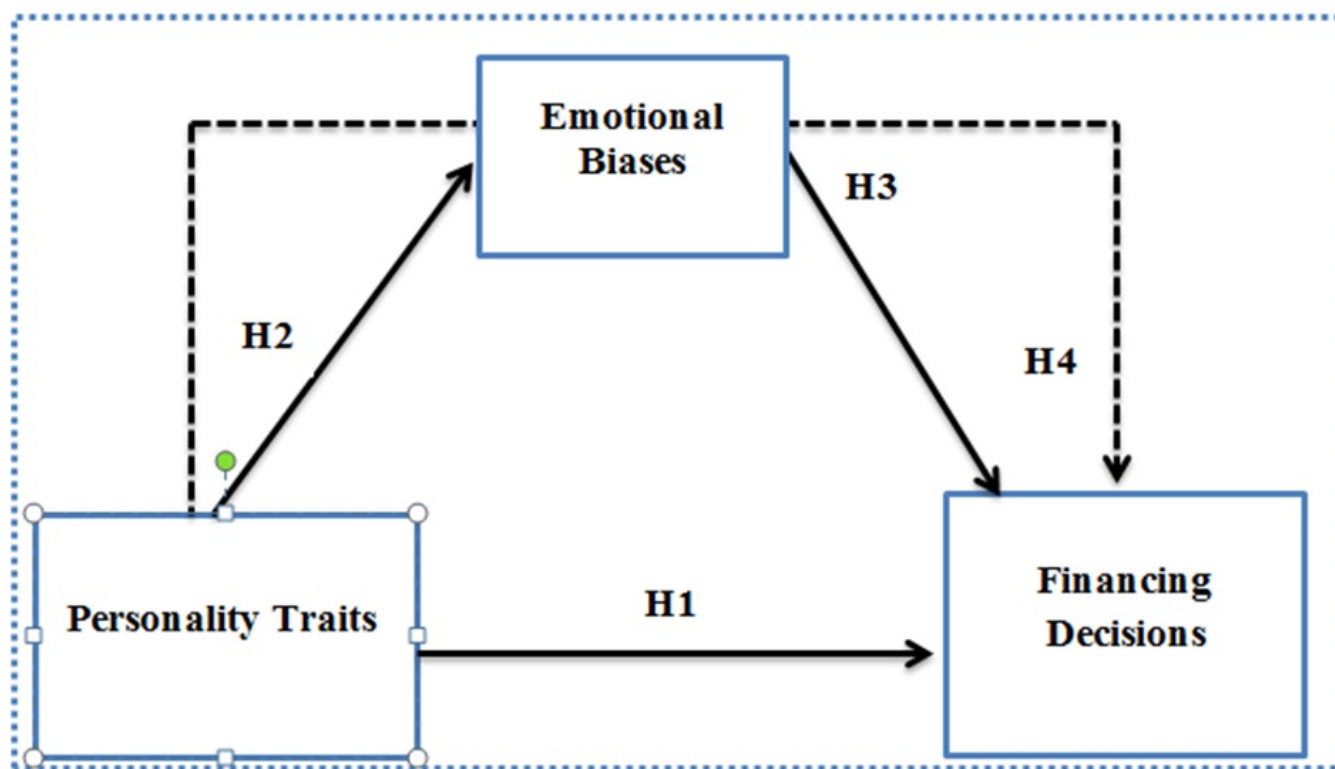 Emotional
Biases
H3
H2
H4
Personality Traits
H1
Financing
Decisions